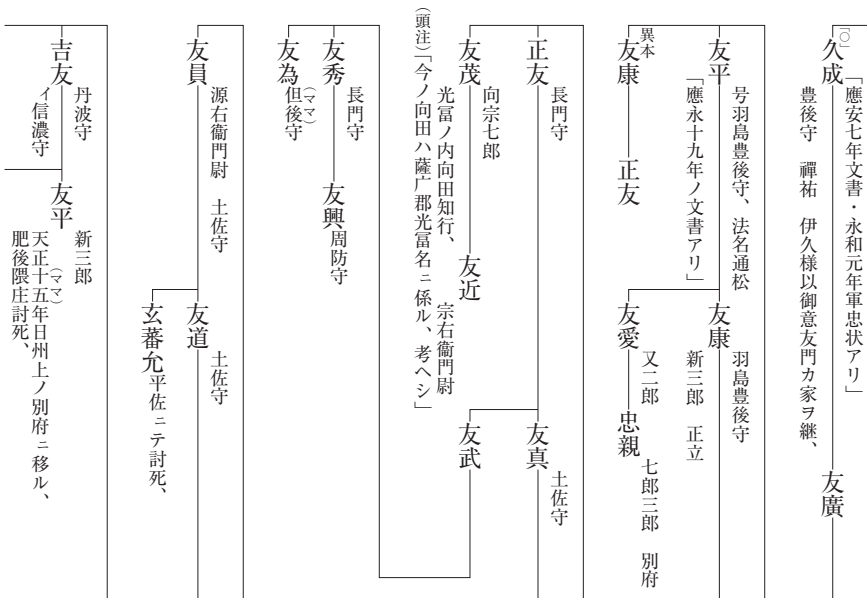 「〇」
久成
「應安七年文書・永和元年軍忠状アリ」
豊後守　禪祐　伊久様以御意友門カ家ヲ継、
友廣
友平
号羽島豊後守、法名通松
「應永十九年ノ文書アリ」
友康
羽島豊後守
新三郎　正立
友愛
又二郎
忠親
七郎三郎　別府
異本
友康
正友
正友
長門守
友真
土佐守
友武
友茂
向宗七郎
光冨ノ内向田知行、
友近
宗右衞門尉
(頭注)「今ノ向田ハ薩广郡光冨名ニ係ル、考ヘシ」
友秀
長門守
友興
周防守
友為
(ママ)
但後守
友員
源右衞門尉　土佐守
友道
土佐守
玄蕃允
平佐ニテ討死、
吉友
丹波守
イ信濃守
友平
新三郎
(ママ)
天正十五年日州上ノ別府ニ移ル、
肥後隈庄討死、